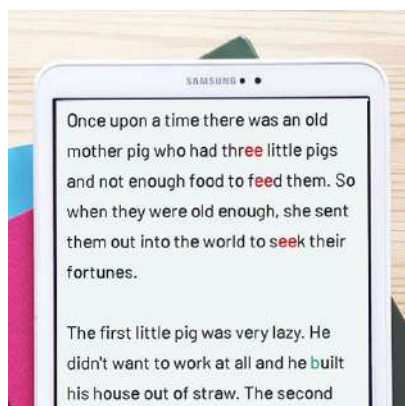 SAMSUNG
Once upon a time there was an old
mother pig who had three little pigs
and not enough food to feed them. So
when they were old enough, she sent
them out into the world to seek their
fortunes.
The first little pig was very lazy. He
didn't want to work at all and he built
his house out of straw. The second